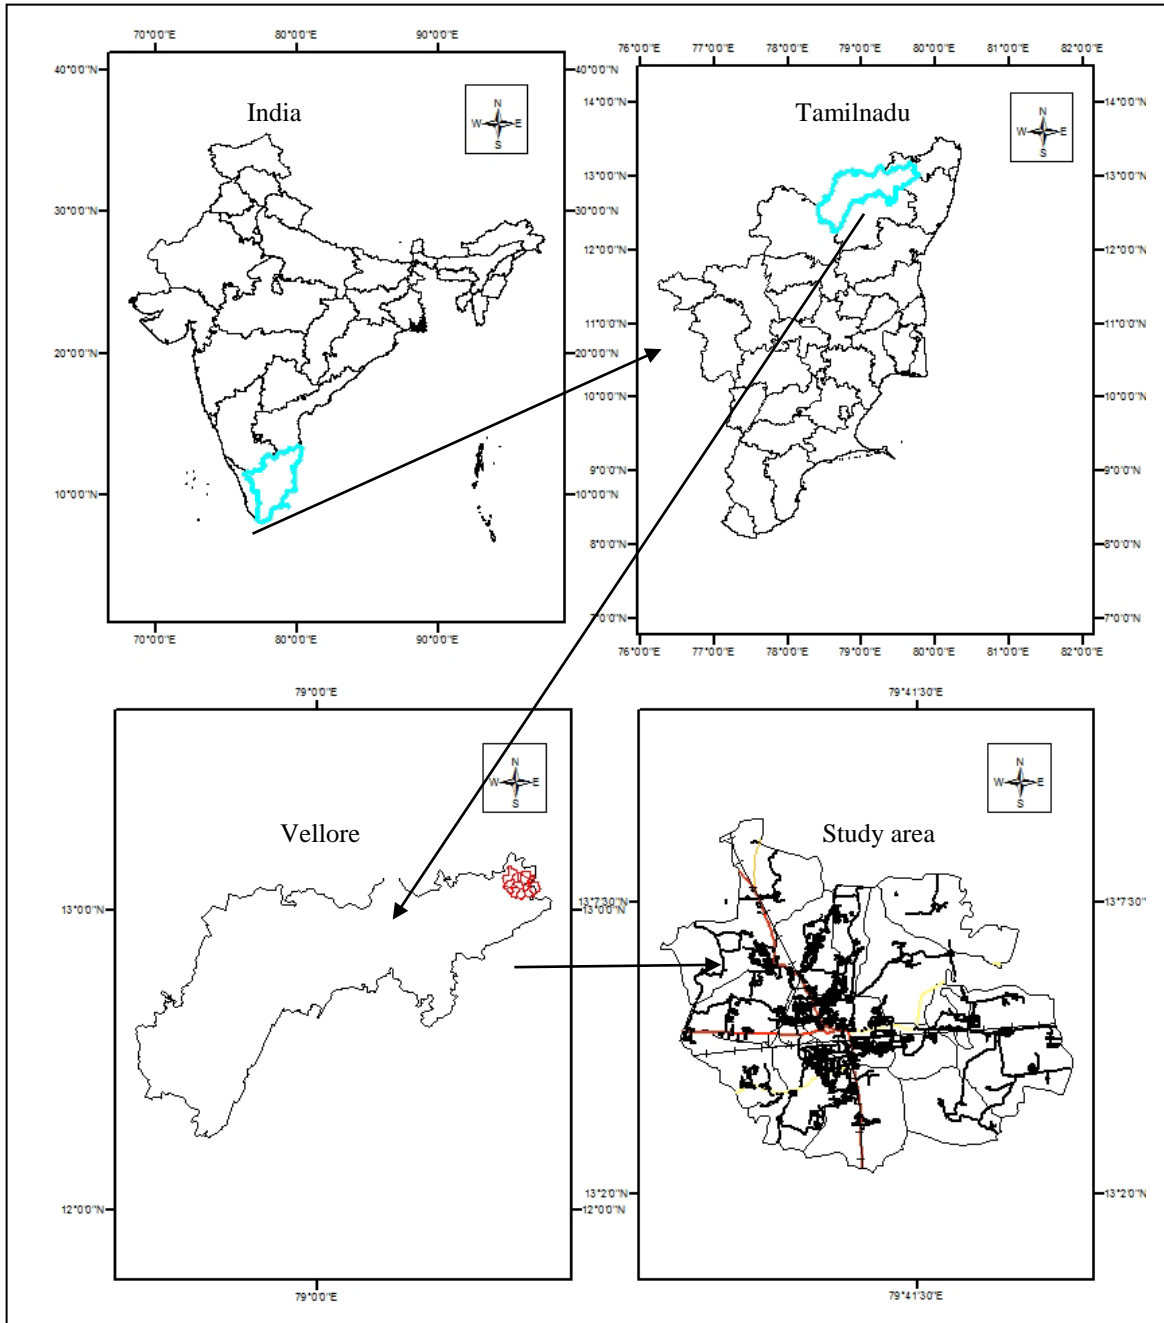 70°0'0"E 80°0'0"E 90°0'0"E
40°0'0"N 40°0'0"N
India
N
W E
S
30°0'0"N 30°0'0"N
20°0'0"N 20°0'0"N
10°0'0"N 10°0'0"N
70°0'0"E 80°0'0"E 90°0'0"E
76°0'0"E 77°0'0"E 78°0'0"E 79°0'0"E 80°0'0"E 81°0'0"E 82°0'0"E
14°0'0"N 14°0'0"N
Tamilnadu
N
W E
S
13°0'0"N 13°0'0"N
12°0'0"N 12°0'0"N
11°0'0"N 11°0'0"N
10°0'0"N 10°0'0"N
9°0'0"N 9°0'0"N
8°0'0"N 8°0'0"N
7°0'0"N 7°0'0"N
76°0'0"E 77°0'0"E 78°0'0"E 79°0'0"E 80°0'0"E 81°0'0"E 82°0'0"E
79°0'0"E
N
W E
S
Vellore
13°0'0"N 13°0'0"N
12°0'0"N 12°0'0"N
79°0'0"E
79°41'30"E
N
W E
S
Study area
13°7'30"N 13°7'30"N
13°2'0"N 13°2'0"N
79°41'30"E